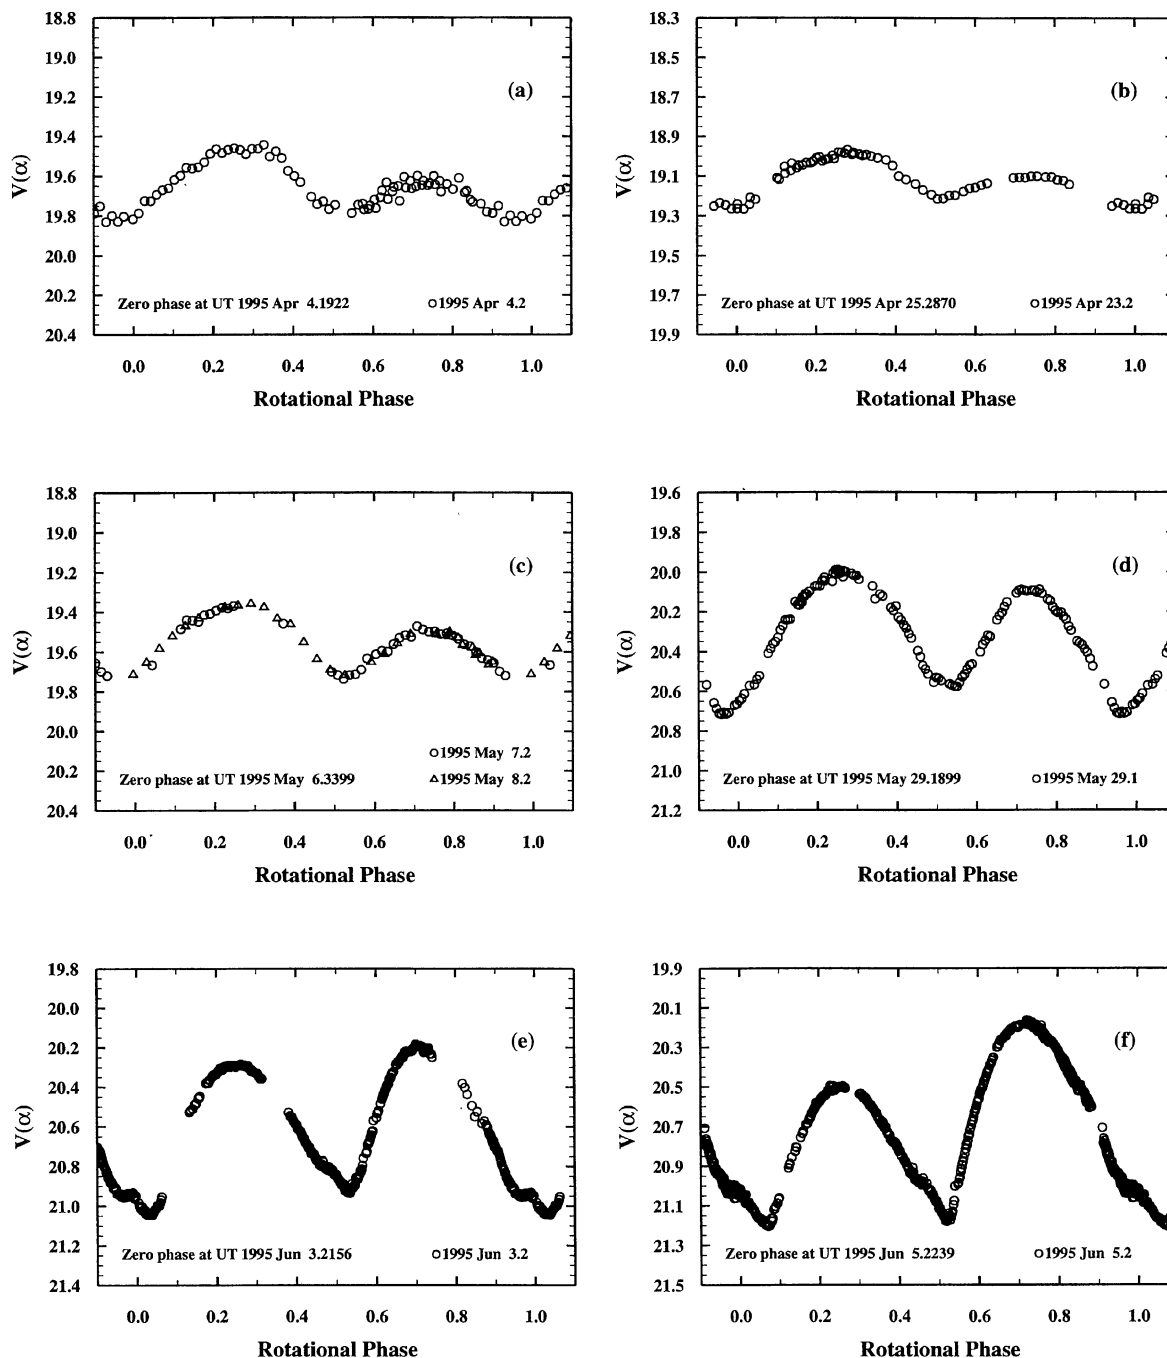 18.8
19.0
19.2
19.4
19.6
19.8
20.0
20.2
20.4
V(α)
(a)
Zero phase at UT 1995 Apr 4.1922
1995 Apr 4.2
0.0 0.2 0.4 0.6 0.8 1.0
Rotational Phase
18.3
18.5
18.7
18.9
19.1
19.3
19.5
19.7
19.9
V(α)
(b)
Zero phase at UT 1995 Apr 25.2870
1995 Apr 23.2
0.0 0.2 0.4 0.6 0.8 1.0
Rotational Phase
18.8
19.0
19.2
19.4
19.6
19.8
20.0
20.2
20.4
V(α)
(c)
1995 May 7.2
Zero phase at UT 1995 May 6.3399
1995 May 8.2
0.0 0.2 0.4 0.6 0.8 1.0
Rotational Phase
19.6
19.8
20.0
20.2
20.4
20.6
20.8
21.0
21.2
V(α)
(d)
Zero phase at UT 1995 May 29.1899
1995 May 29.1
0.0 0.2 0.4 0.6 0.8 1.0
Rotational Phase
19.8
20.0
20.2
20.4
20.6
20.8
21.0
21.2
21.4
V(α)
(e)
Zero phase at UT 1995 Jun 3.2156
1995 Jun 3.2
0.0 0.2 0.4 0.6 0.8 1.0
Rotational Phase
19.9
20.1
20.3
20.5
20.7
20.9
21.1
21.3
21.5
V(α)
(f)
Zero phase at UT 1995 Jun 5.2239
1995 Jun 5.2
0.0 0.2 0.4 0.6 0.8 1.0
Rotational Phase